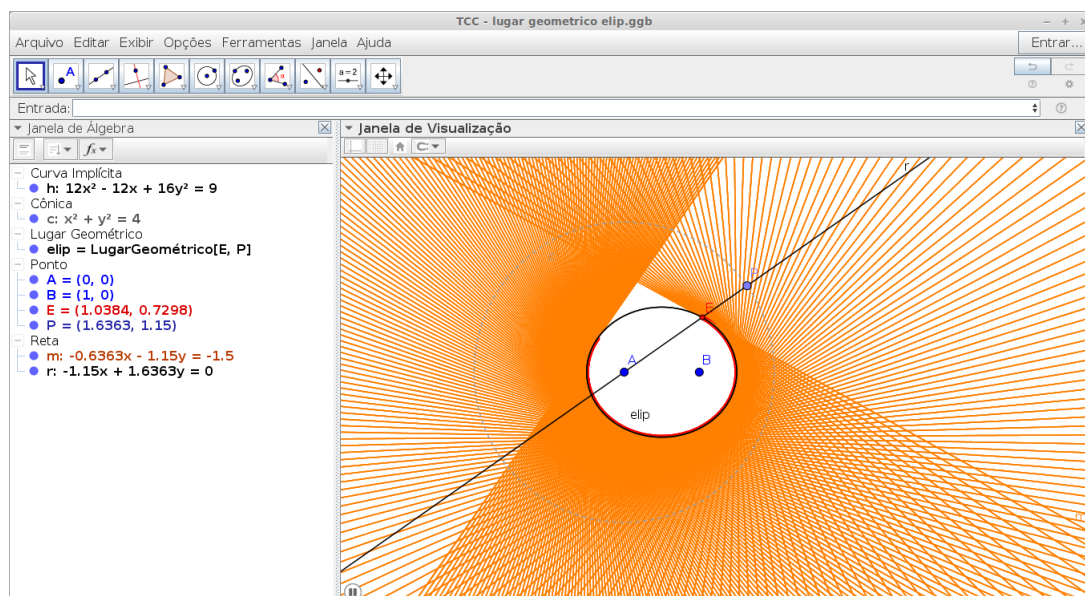 TCC - lugar geometrico elip.ggb
Arquivo Editar Exibir Opções Ferramentas Janela Ajuda
Entrar...
A
a=2
Entrada:
Janela de Álgebra
Janela de Visualização
fx
Curva Implícita
h: 12x² - 12x + 16y² = 9
Cônica
c: x² + y² = 4
Lugar Geométrico
elip = LugarGeométrico[E, P]
Ponto
A = (0, 0)
B = (1, 0)
E = (1.0384, 0.7298)
P = (1.6363, 1.15)
Reta
m: -0.6363x - 1.15y = -1.5
r: -1.15x + 1.6363y = 0
r
P
E
A
B
elip